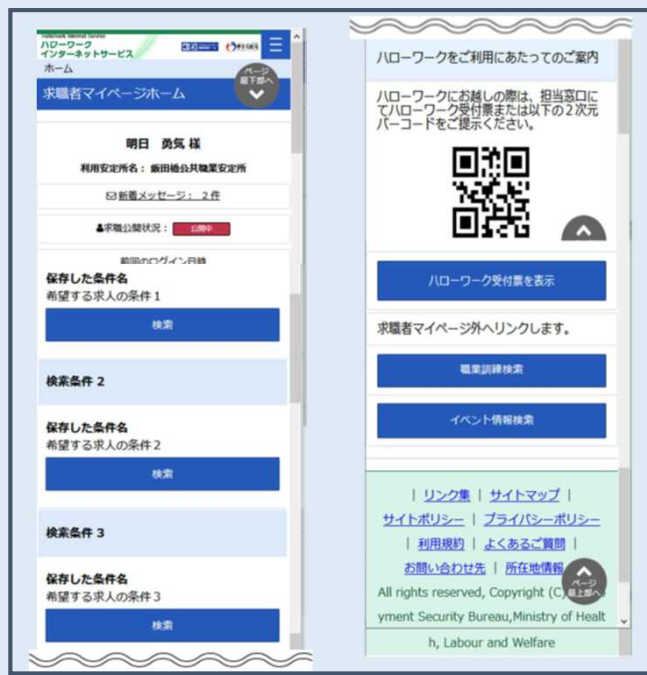 ハローワーク
インターネットサービス
ホーム
ページ
最下部へ
求職者マイページホーム
明日 勇気 様
利用安定所名: 飯田橋公共職業安定所
新着メッセージ: 2件
求職公開状況: 公開中
前回のログイン日時
保存した条件名
希望する求人の条件1
検索
検索条件 2
保存した条件名
希望する求人の条件2
検索
検索条件 3
保存した条件名
希望する求人の条件3
検索
ハローワークをご利用にあたってのご案内
ハローワークにお越しの際は、担当窓口に
てハローワーク受付票または以下の2次元
バーコードをご提示ください。
ハローワーク受付票を表示
求職者マイページ外へリンクします。
職業訓練検索
イベント情報検索
| リンク集 | サイトマップ |
サイトポリシー | プライバシーポリシー
| 利用規約 | よくあるご質問 |
お問い合わせ先 | 所在地情報
ページ
最上部へ
All rights reserved, Copyright (C)
yment Security Bureau,Ministry of Healt
h, Labour and Welfare